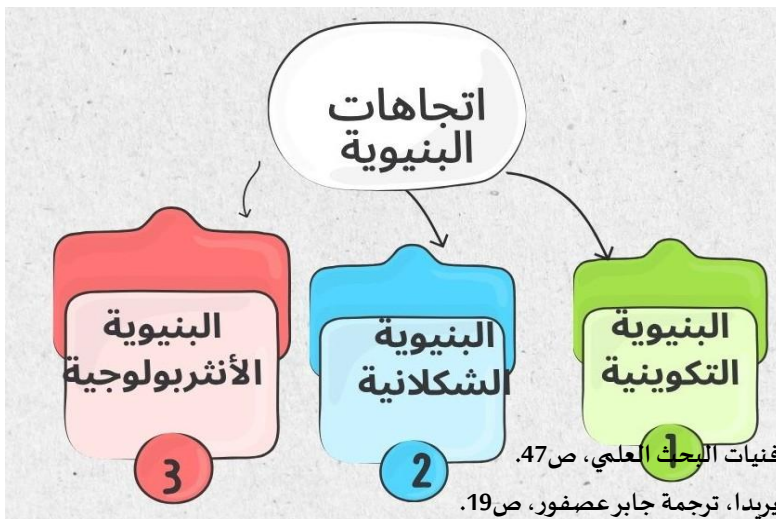 اتجاهات
البنيوية
البنيوية
التكوينية
1
البنيوية
الشكلانية
2
البنيوية
الأنثربولوجية
3
فنيات البحث العلمي، ص47.
يريدا، ترجمة جابر عصفور، ص19.